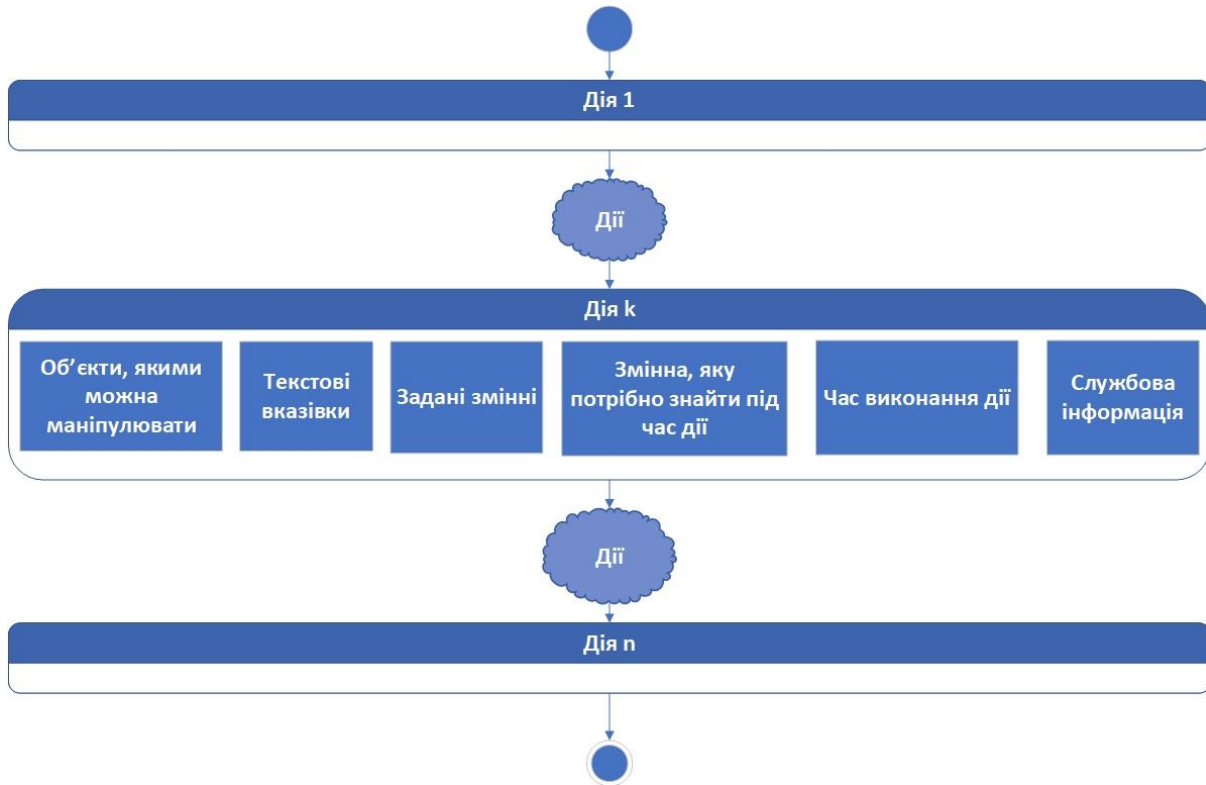 Дія 1
Дії
Дія k
Об’єкти, якими
можна
маніпулювати
Текстові
вказівки
Задані змінні
Змінна, яку
потрібно знайти під
час дії
Час виконання дії
Службова
інформація
Дії
Дія n